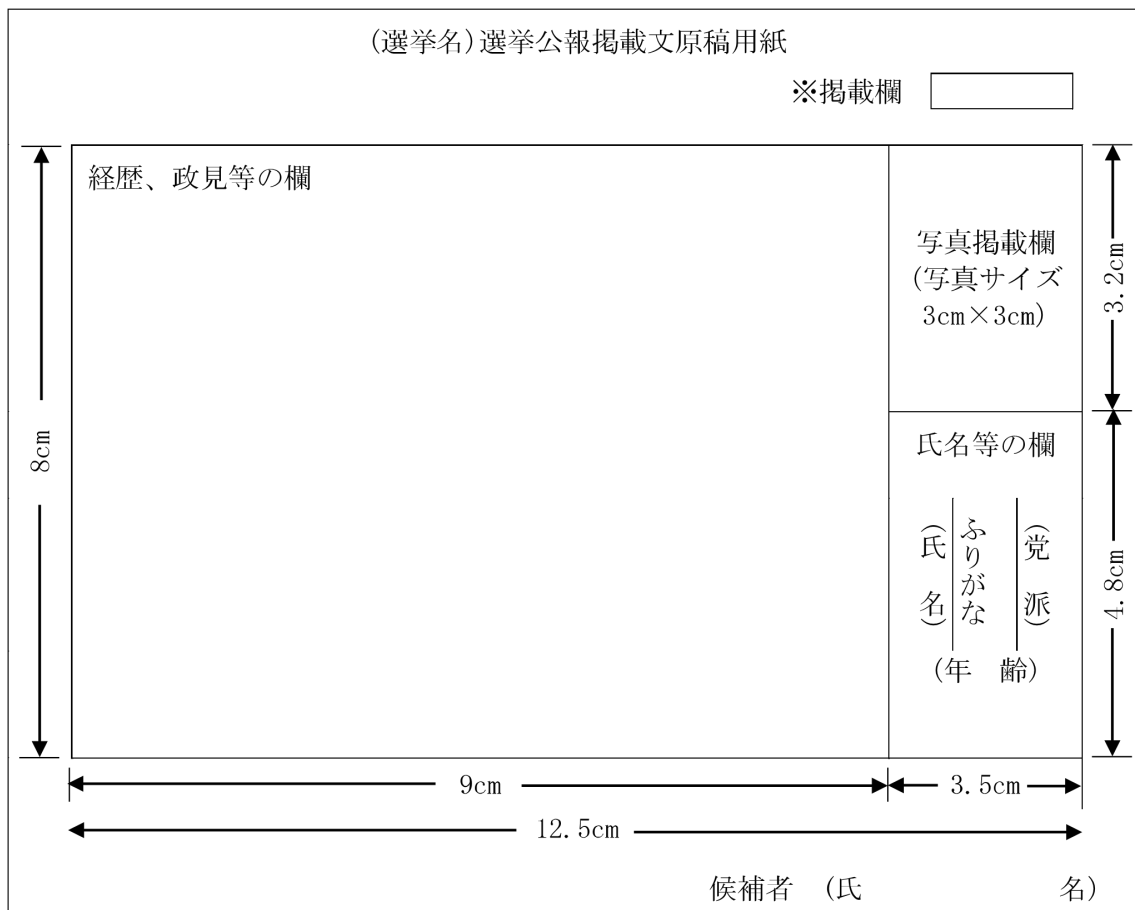 (選挙名)選挙公報掲載文原稿用紙
※掲載欄
経歴、政見等の欄
写真掲載欄
(写真サイズ
3cm×3cm)
3.2cm
8cm
氏名等の欄
(党　派)
ふりがな
(氏　名)
(年　齢)
4.8cm
9cm
3.5cm
12.5cm
候補者　(氏　　　　　　　名)